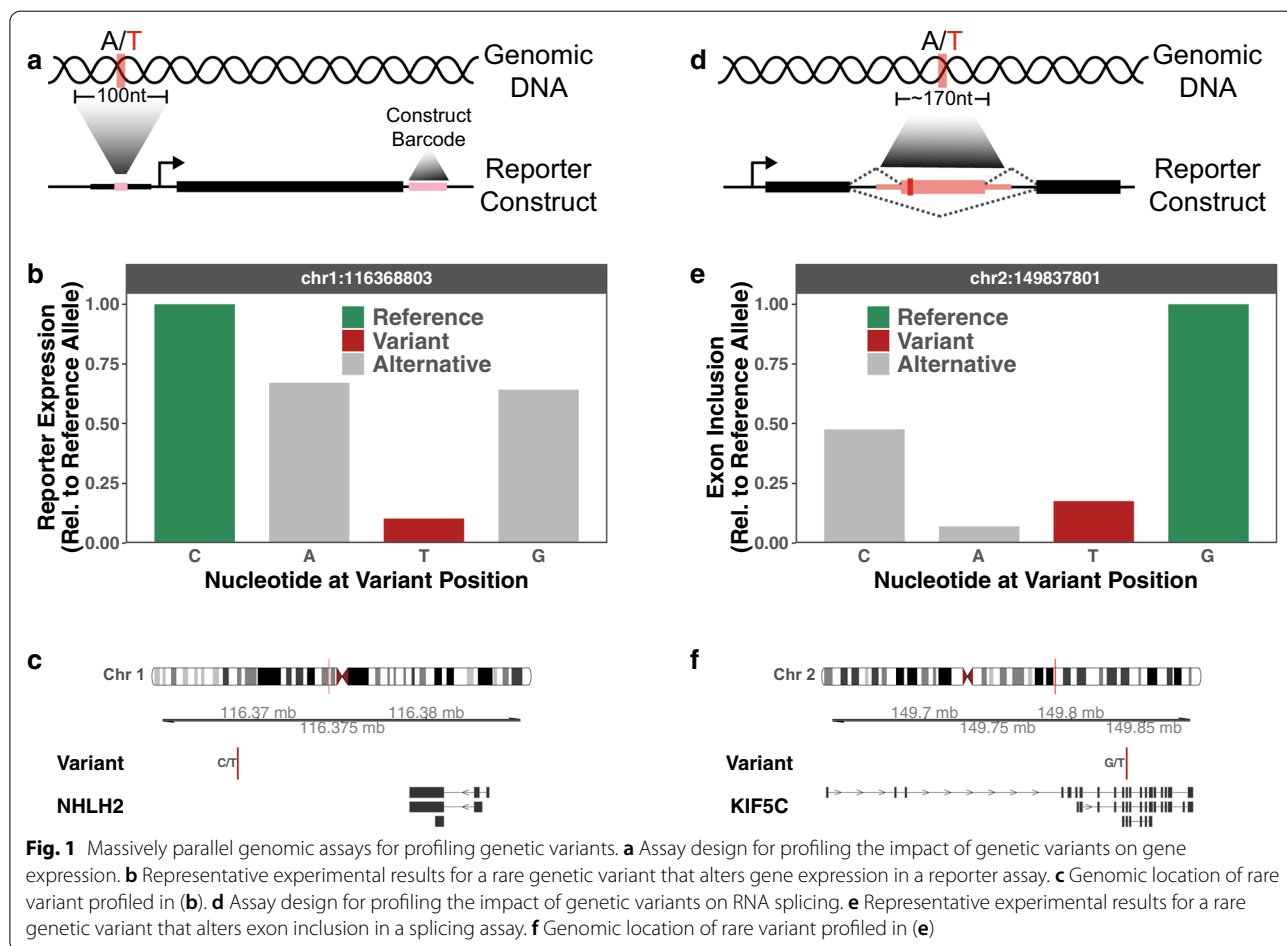 a
A/T
Genomic
DNA
100nt
Construct
Barcode
Reporter
Construct
d
A/T
Genomic
DNA
~170nt
Reporter
Construct
b
chr1:116368803
Reporter Expression
(Rel. to Reference Allele)
1.00
0.75
0.50
0.25
0.00
Reference
Variant
Alternative
C A T G
Nucleotide at Variant Position
e
chr2:149837801
Exon Inclusion
(Rel. to Reference Allele)
1.00
0.75
0.50
0.25
0.00
Reference
Variant
Alternative
C A T G
Nucleotide at Variant Position
c
Chr 1
116.37 mb 116.38 mb
116.375 mb
Variant C/T
NHLH2
f
Chr 2
149.7 mb 149.8 mb
149.75 mb 149.85 mb
Variant G/T
KIF5C
Fig. 1 Massively parallel genomic assays for profiling genetic variants. a Assay design for profiling the impact of genetic variants on gene
expression. b Representative experimental results for a rare genetic variant that alters gene expression in a reporter assay. c Genomic location of rare
variant profiled in (b). d Assay design for profiling the impact of genetic variants on RNA splicing. e Representative experimental results for a rare
genetic variant that alters exon inclusion in a splicing assay. f Genomic location of rare variant profiled in (e)